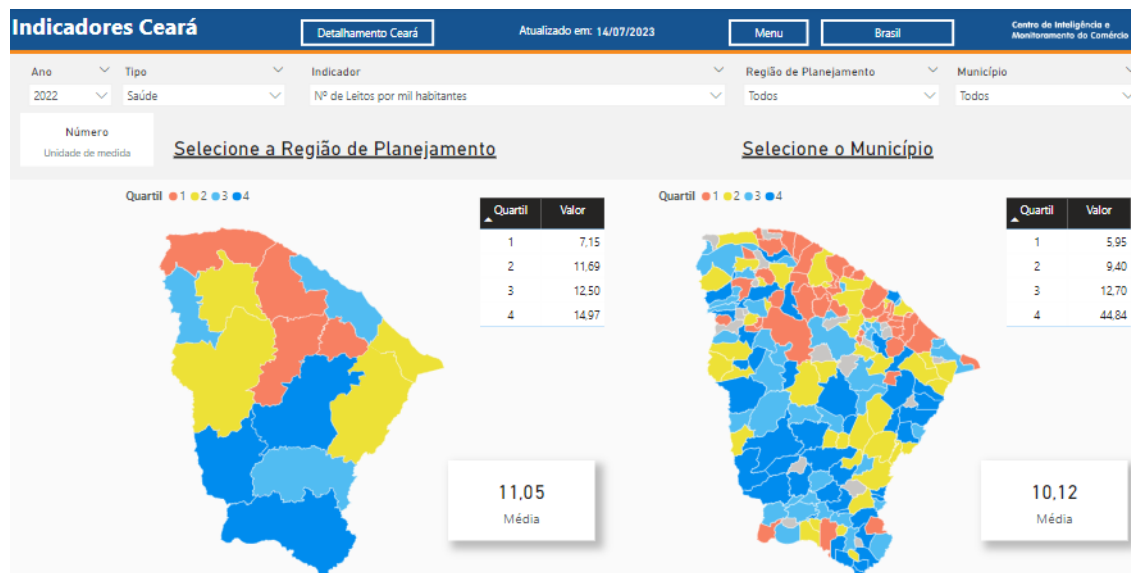 Indicadores Ceará
Detalhamento Ceará
Atualizado em: 14/07/2023
Menu
Brasil
Centro de Inteligência e
Monitoramento do Comércio
Ano
Tipo
Indicador
Região de Planejamento
Município
2022
Saúde
Nº de Leitos por mil habitantes
Todos
Todos
Número
Unidade de medida
Selecione a Região de Planejamento
Selecione o Município
Quartil 1 2 3 4
Quartil Valor
1 7,15
2 11,69
3 12,50
4 14,97
11,05
Média
Quartil 1 2 3 4
Quartil Valor
1 5,95
2 9,40
3 12,70
4 44,84
10,12
Média